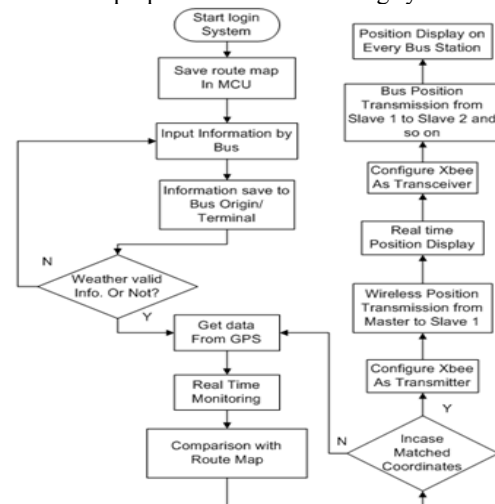 Start login
System
Save route map
In MCU
Input Information by
Bus
Information save to
Bus Origin/
Terminal
N
Weather valid
Info. Or Not?
Y
Get data
From GPS
Real Time
Monitoring
Comparison with
Route Map
Position Display on
Every Bus Station
Bus Position
Transmission from
Slave 1 to Slave 2 and
so on
Configure Xbee
As Transceiver
Real time
Position Display
Wireless Position
Transmission from
Master to Slave 1
Configure Xbee
As Transmitter
Y
N
Incase
Matched
Coordinates